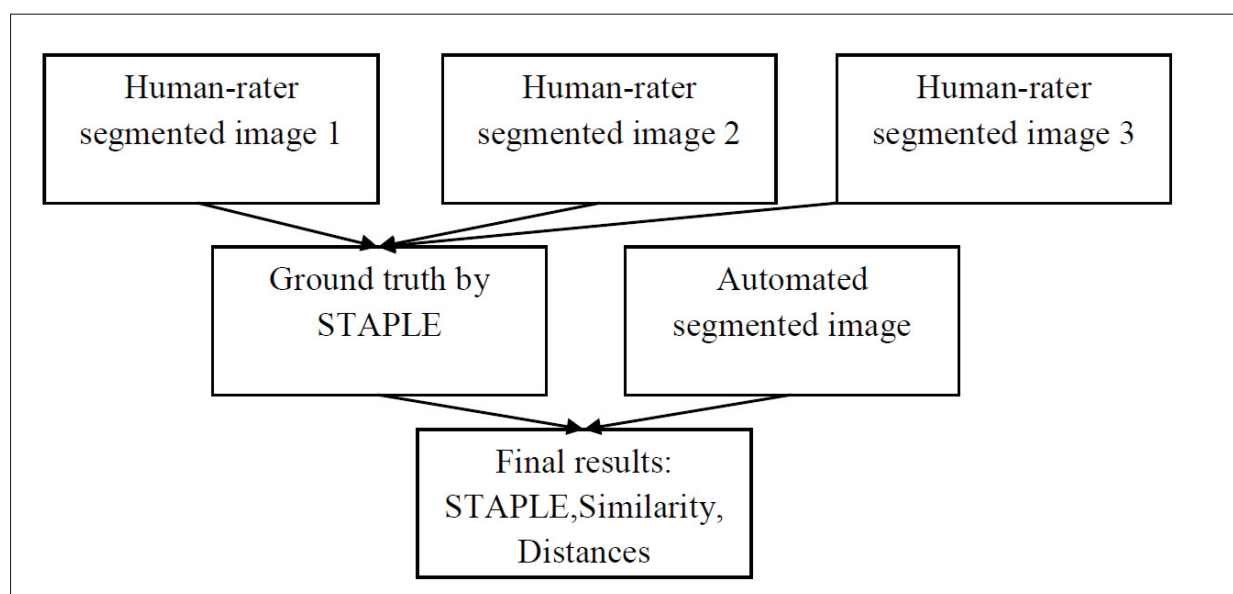 Human-rater
segmented image 1
Human-rater
segmented image 2
Human-rater
segmented image 3
Ground truth by
STAPLE
Automated
segmented image
Final results:
STAPLE,Similarity,
Distances